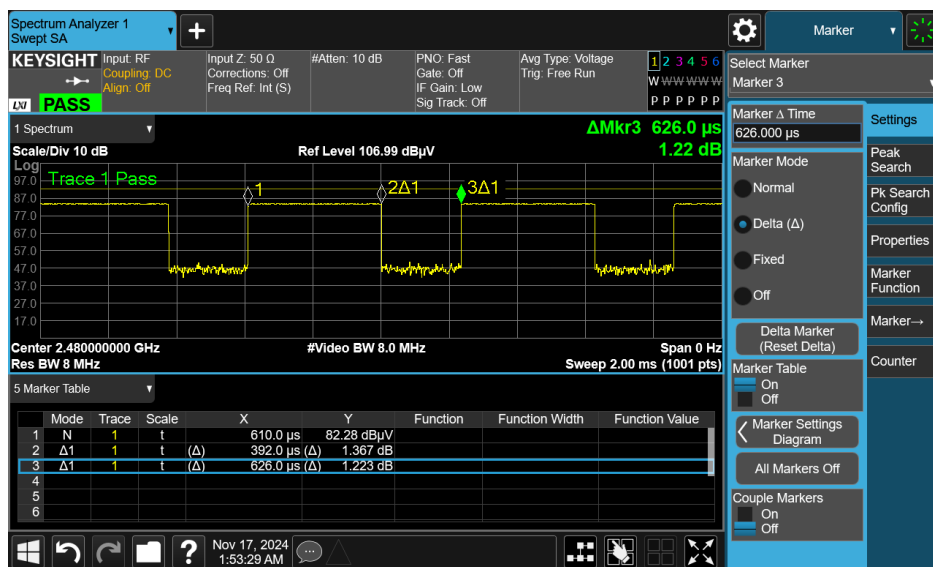 Spectrum Analyzer 1
Swept SA
+
Marker
KEYSIGHT
LXI
PASS
Input: RF
Coupling: DC
Align: Off
Input Z: 50 Ω
Corrections: Off
Freq Ref: Int (S)
#Atten: 10 dB
PNO: Fast
Gate: Off
IF Gain: Low
Sig Track: Off
Avg Type: Voltage
Trig: Free Run
1 2 3 4 5 6
W W W W W W
P P P P P P
Select Marker
Marker 3
1 Spectrum
ΔMkr3 626.0 µs
Scale/Div 10 dB
Ref Level 106.99 dBµV
1.22 dB
Log
97.0
87.0
77.0
67.0
57.0
47.0
37.0
27.0
17.0
Trace 1 Pass
1
2Δ1
3Δ1
Center 2.480000000 GHz
#Video BW 8.0 MHz
Span 0 Hz
Res BW 8 MHz
Sweep 2.00 ms (1001 pts)
5 Marker Table
Mode Trace Scale X Y Function Function Width Function Value
1 N 1 t 610.0 µs 82.28 dBµV
2 Δ1 1 t (Δ) 392.0 µs (Δ) 1.367 dB
3 Δ1 1 t (Δ) 626.0 µs (Δ) 1.223 dB
4
5
6
Marker Δ Time
626.000 µs
Marker Mode
Normal
Delta (Δ)
Fixed
Off
Delta Marker
(Reset Delta)
Marker Table
On
Off
Marker Settings
Diagram
All Markers Off
Couple Markers
On
Off
Settings
Peak
Search
Pk Search
Config
Properties
Marker
Function
Marker→
Counter
?
Nov 17, 2024
1:53:29 AM